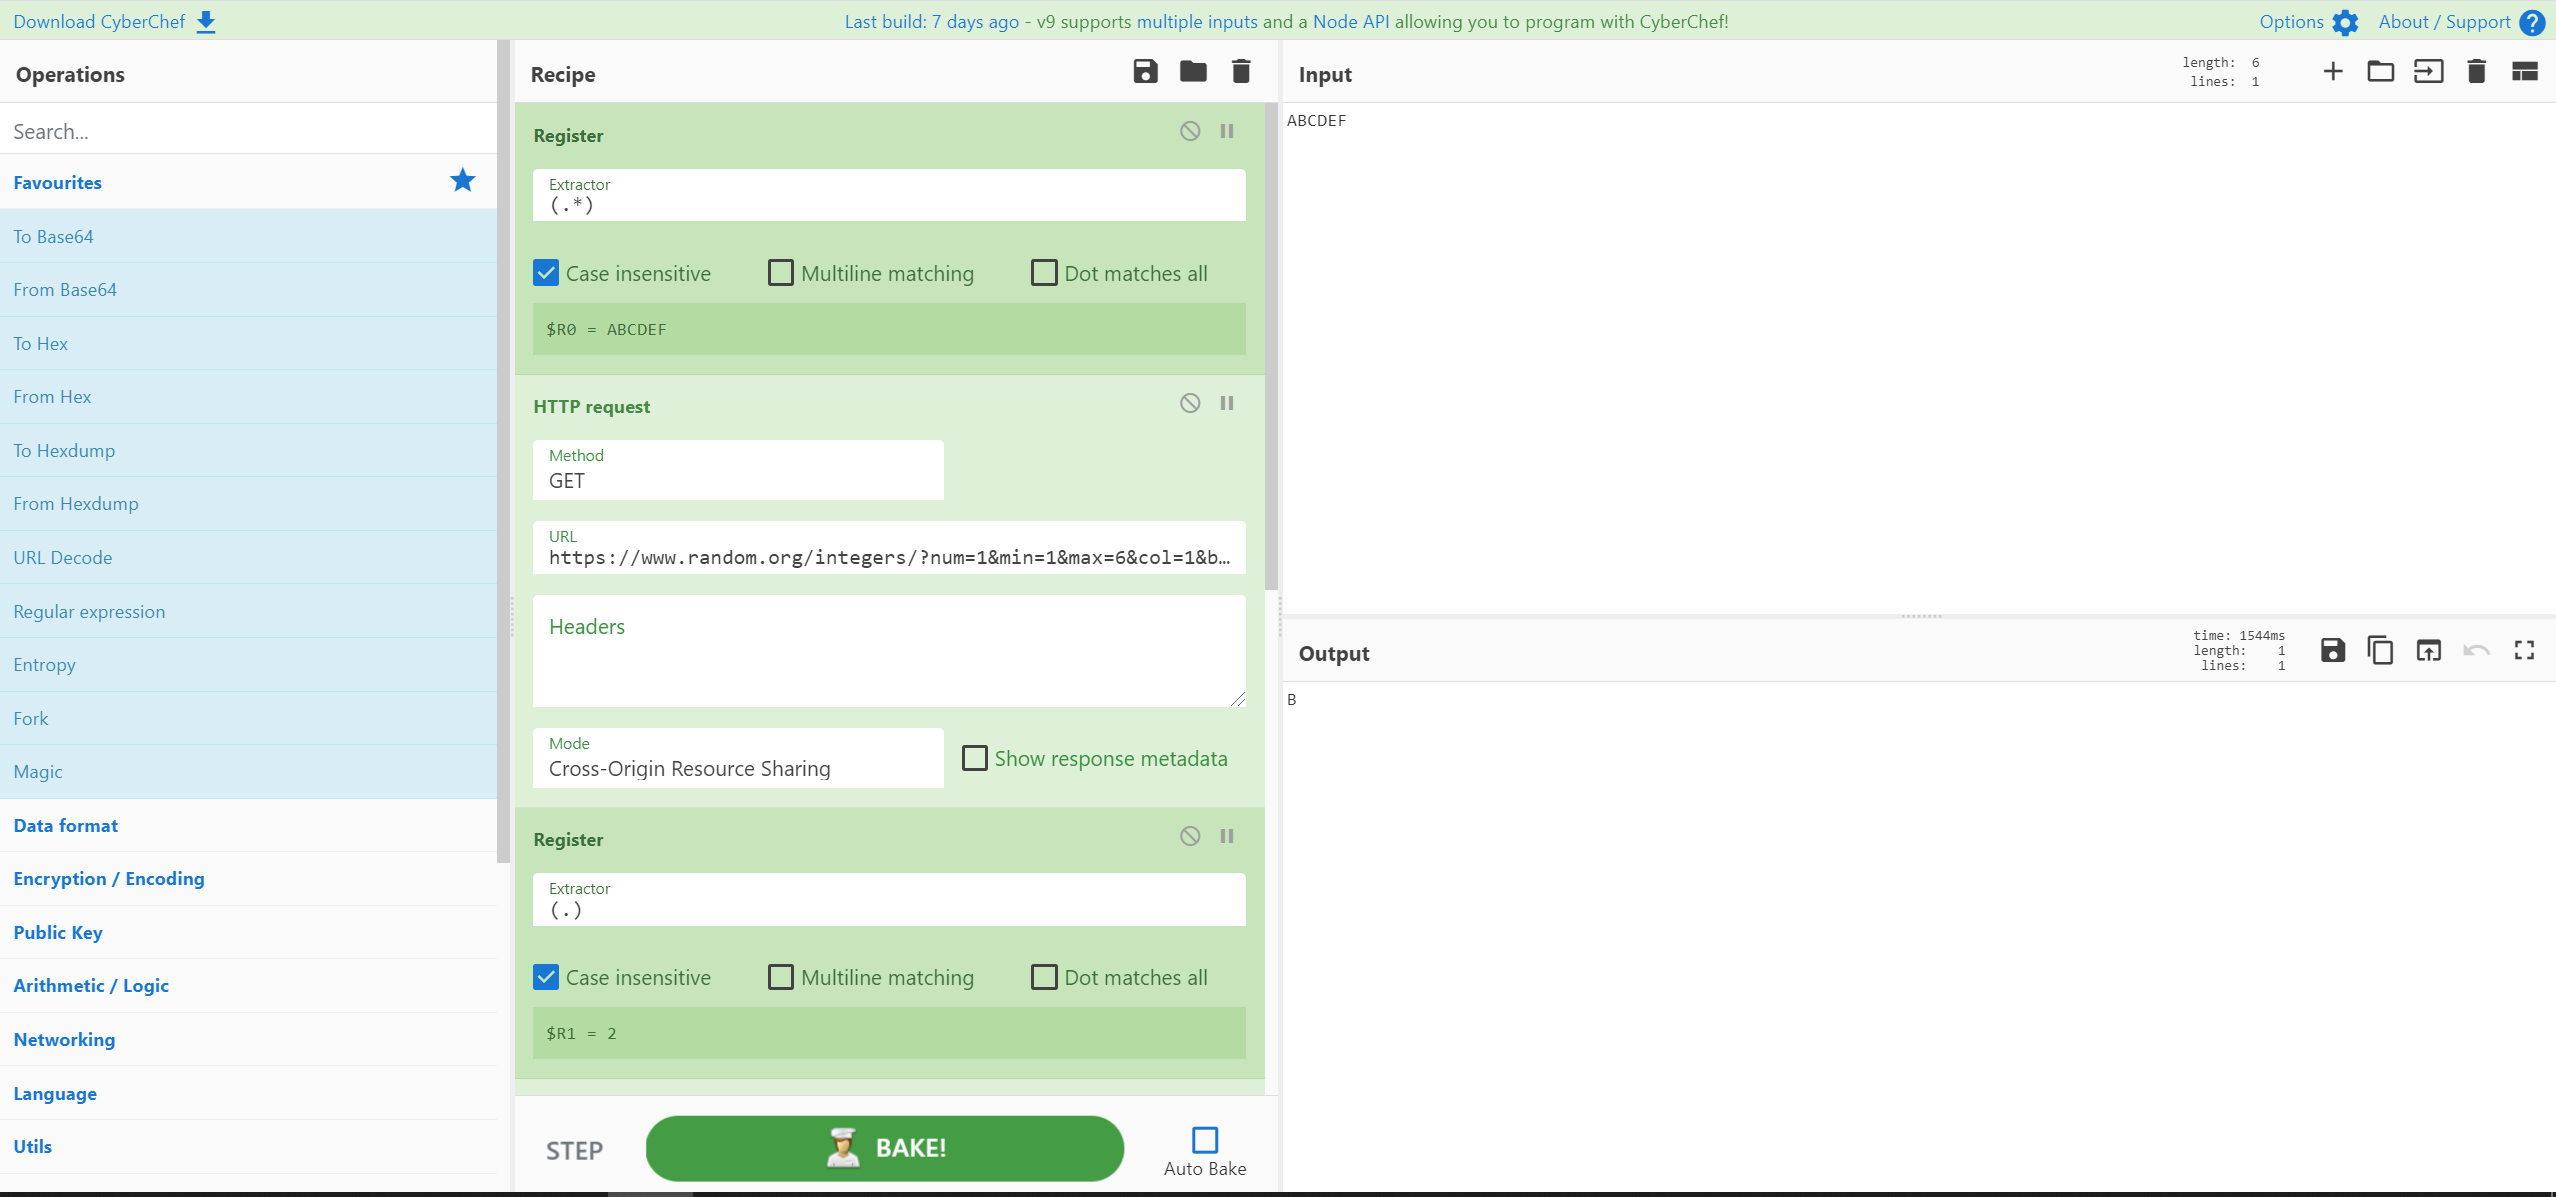 Download CyberChef
Last build: 7 days ago - v9 supports multiple inputs and a Node API allowing you to program with CyberChef!
Options
About / Support
Operations
Search...
Favourites
To Base64
From Base64
To Hex
From Hex
To Hexdump
From Hexdump
URL Decode
Regular expression
Entropy
Fork
Magic
Data format
Encryption / Encoding
Public Key
Arithmetic / Logic
Networking
Language
Utils
Recipe
Register
Extractor
(.*)
Case insensitive
Multiline matching
Dot matches all
$R0 = ABCDEF
HTTP request
Method
GET
URL
https://www.random.org/integers/?num=1&min=1&max=6&col=1&b…
Headers
Mode
Cross-Origin Resource Sharing
Show response metadata
Register
Extractor
(.)
Case insensitive
Multiline matching
Dot matches all
$R1 = 2
STEP
BAKE!
Auto Bake
Input
length: 6
lines: 1
ABCDEF
Output
time: 1544ms
length: 1
lines: 1
B